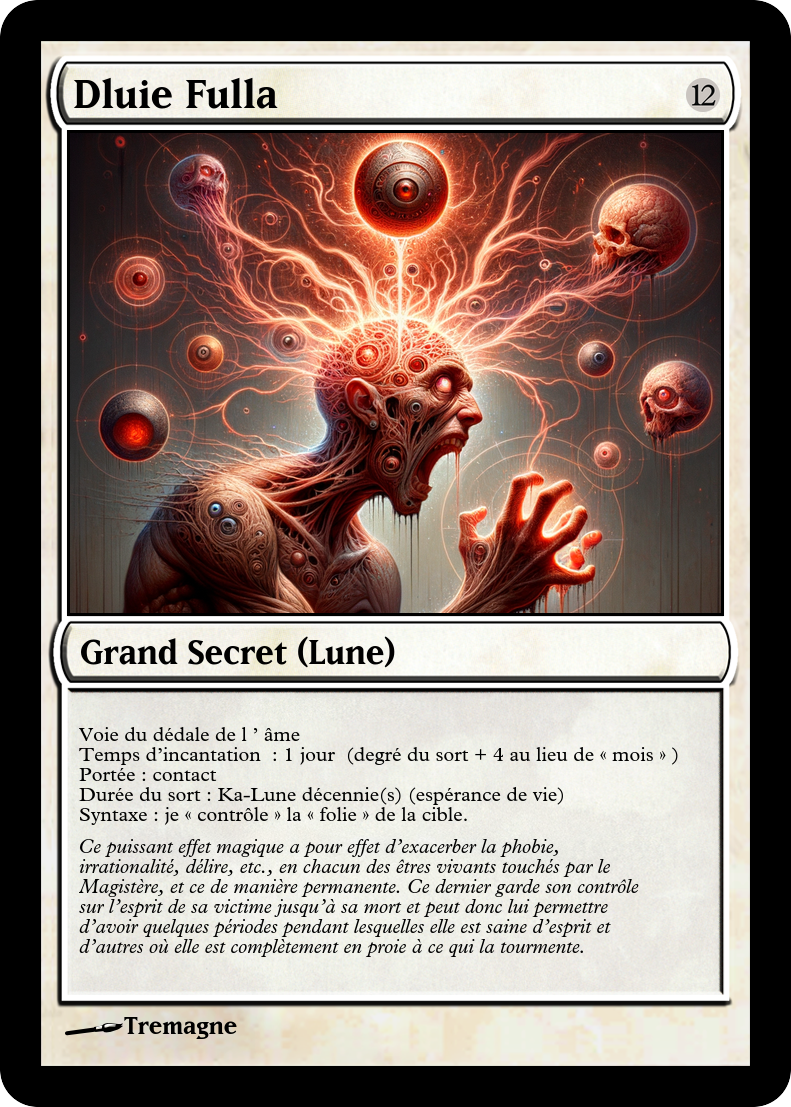 Dluie Fulla
12
Grand Secret (Lune)
Voie du dédale de l ’ âme
Temps d’incantation  : 1 jour  (degré du sort + 4 au lieu de « mois » )
Portée : contact
Durée du sort : Ka-Lune décennie(s) (espérance de vie)
Syntaxe : je « contrôle » la « folie » de la cible.
Ce puissant effet magique a pour effet d’exacerber la phobie,
irrationalité, délire, etc., en chacun des êtres vivants touchés par le
Magistère, et ce de manière permanente. Ce dernier garde son contrôle
sur l’esprit de sa victime jusqu’à sa mort et peut donc lui permettre
d’avoir quelques périodes pendant lesquelles elle est saine d’esprit et
d’autres où elle est complètement en proie à ce qui la tourmente.
Tremagne